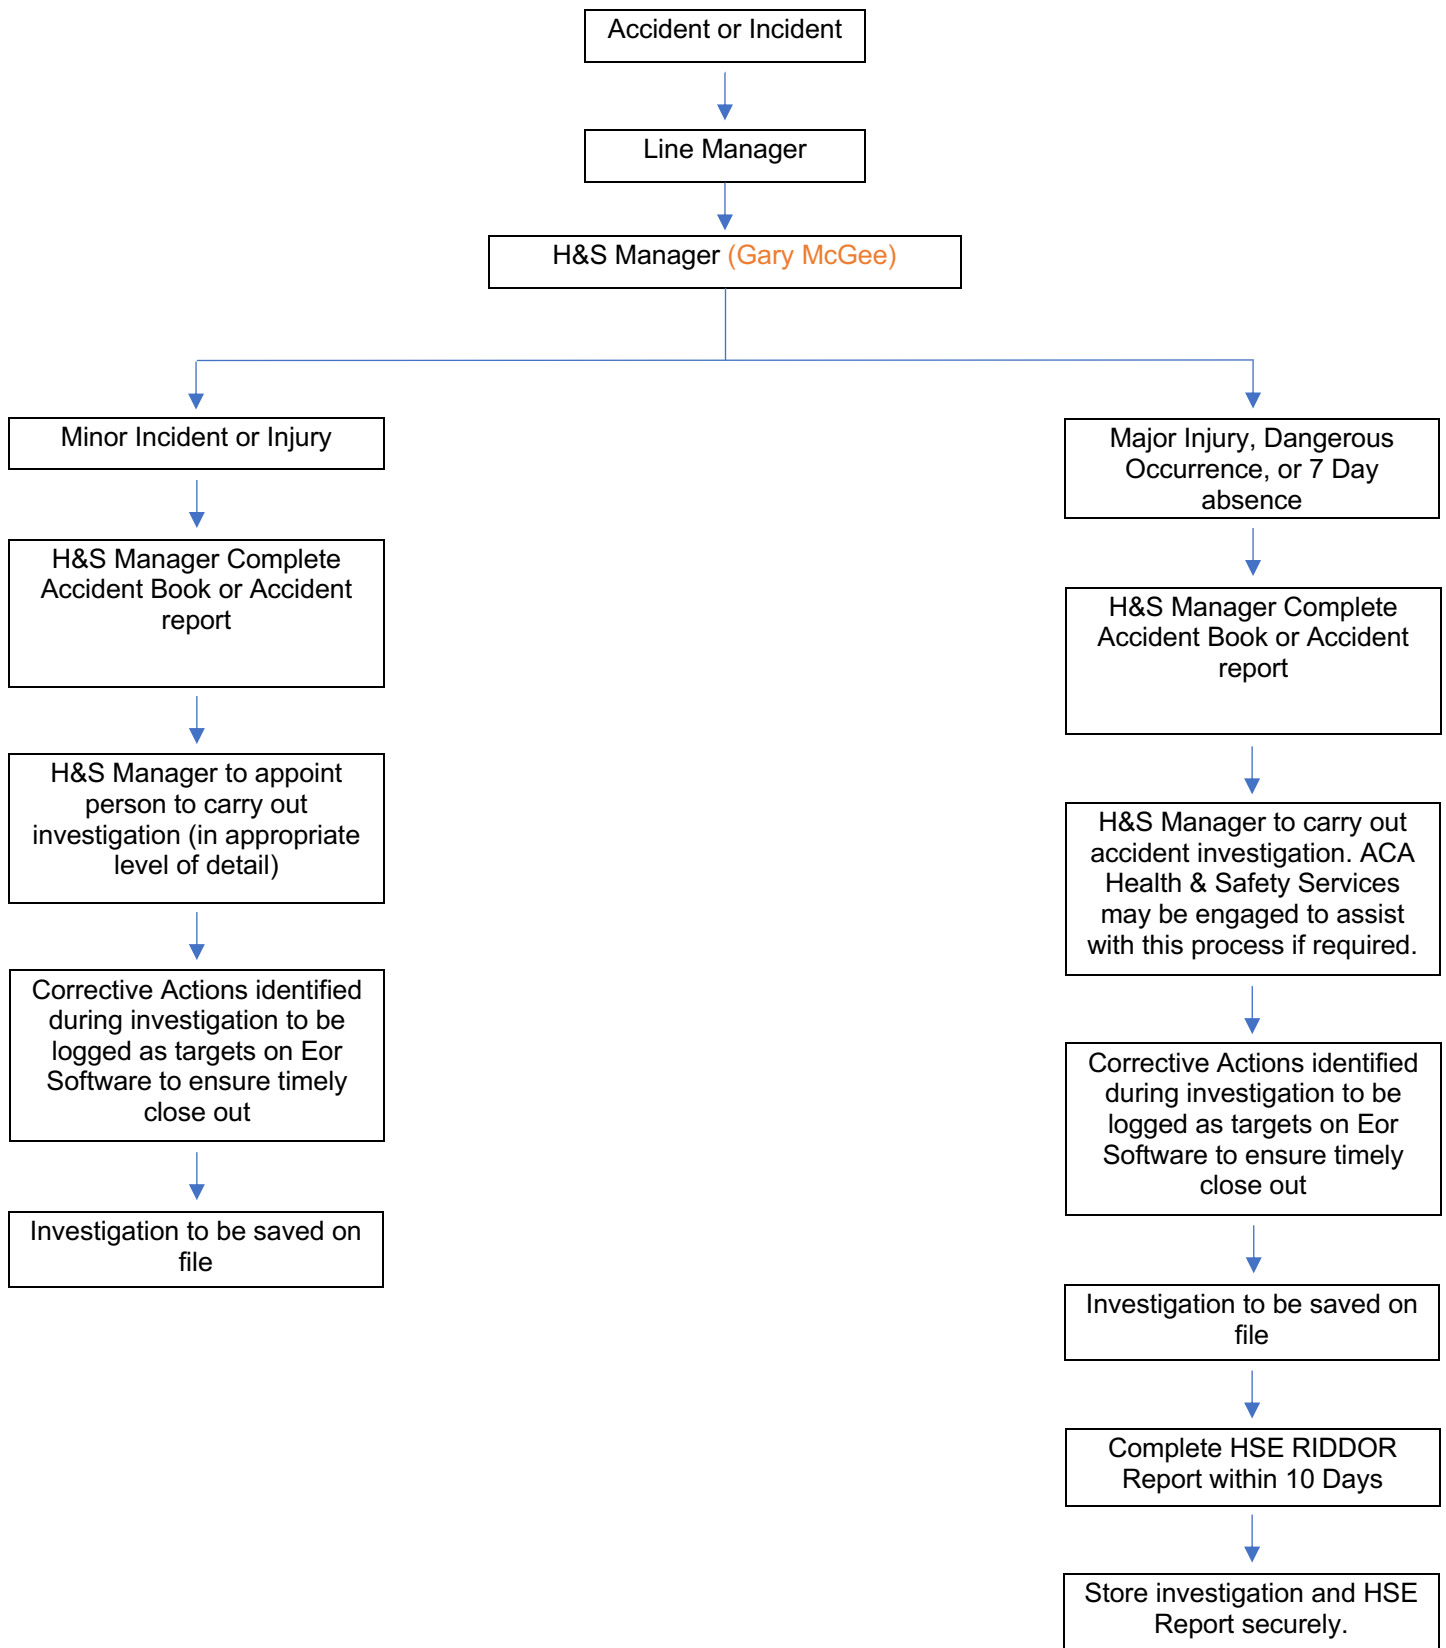 Accident or Incident
Line Manager
H&S Manager (Gary McGee)
Minor Incident or Injury
H&S Manager Complete
Accident Book or Accident
report
H&S Manager to appoint
person to carry out
investigation (in appropriate
level of detail)
Corrective Actions identified
during investigation to be
logged as targets on Eor
Software to ensure timely
close out
Investigation to be saved on
file
Major Injury, Dangerous
Occurrence, or 7 Day
absence
H&S Manager Complete
Accident Book or Accident
report
H&S Manager to carry out
accident investigation. ACA
Health & Safety Services
may be engaged to assist
with this process if required.
Corrective Actions identified
during investigation to be
logged as targets on Eor
Software to ensure timely
close out
Investigation to be saved on
file
Complete HSE RIDDOR
Report within 10 Days
Store investigation and HSE
Report securely.